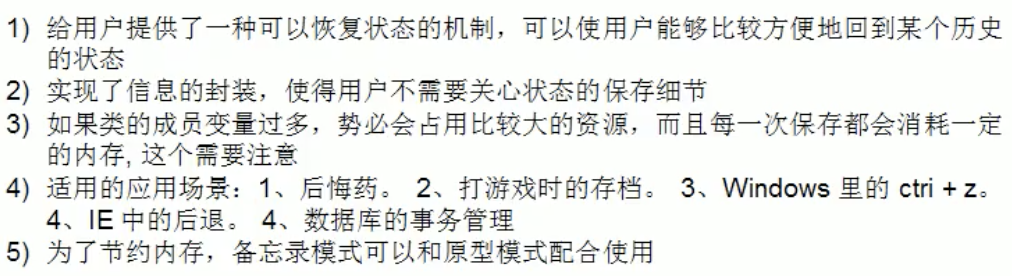 1) 给用户提供了一种可以恢复状态的机制，可以使用户能够比较方便地回到某个历史
的状态
2) 实现了信息的封装，使得用户不需要关心状态的保存细节
3) 如果类的成员变量过多，势必会占用比较大的资源，而且每一次保存都会消耗一定
的内存, 这个需要注意
4) 适用的应用场景：1、后悔药。 2、打游戏时的存档。 3、Windows 里的 ctri + z。
4、IE 中的后退。 4、数据库的事务管理
5) 为了节约内存，备忘录模式可以和原型模式配合使用